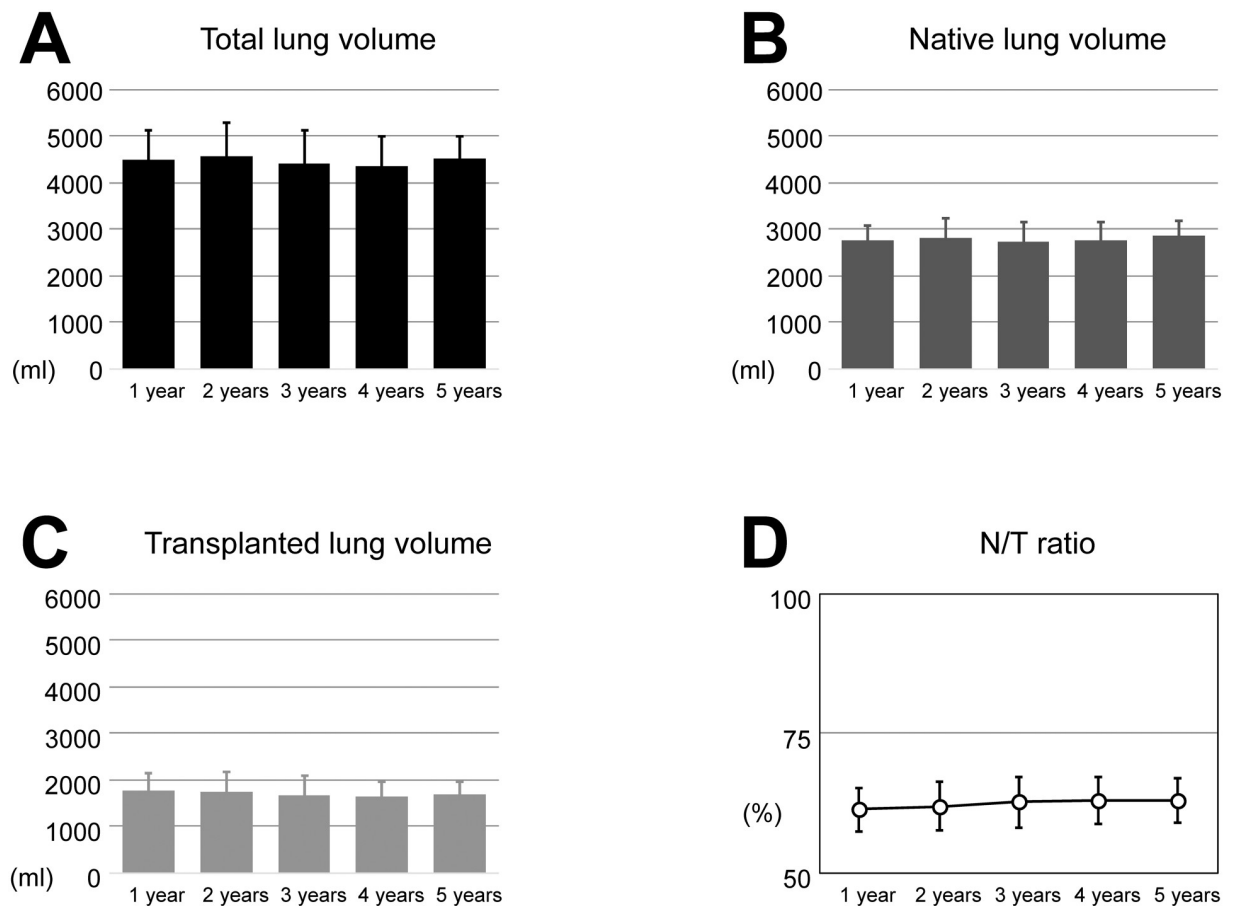 A Total lung volume
6000
5000
4000
3000
2000
1000
(ml) 0
1 year 2 years 3 years 4 years 5 years
B Native lung volume
6000
5000
4000
3000
2000
1000
(ml) 0
1 year 2 years 3 years 4 years 5 years
C Transplanted lung volume
6000
5000
4000
3000
2000
1000
(ml) 0
1 year 2 years 3 years 4 years 5 years
D N/T ratio
100
75
(%)
50
1 year 2 years 3 years 4 years 5 years